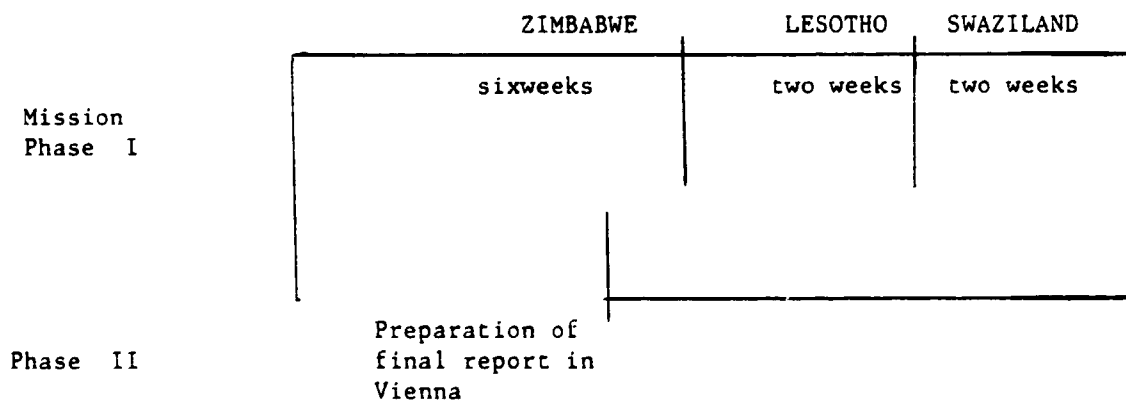 ZIMBABWE LESOTHO SWAZILAND
sixweeks two weeks two weeks
Mission
Phase I
Preparation of
Phase II final report in
Vienna